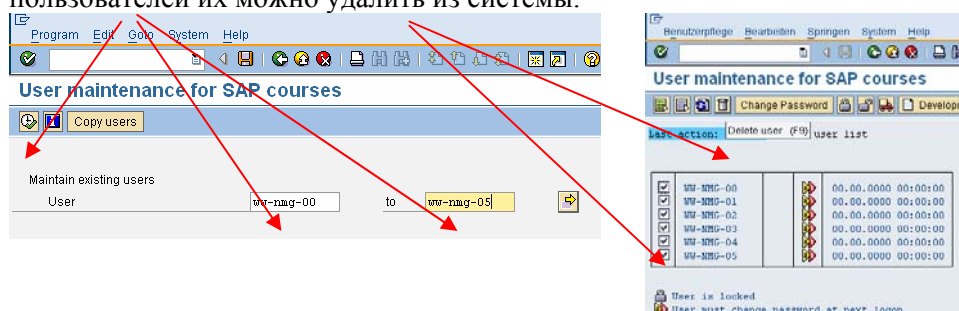 пользователей их можно удалить из системы.
Program Edit Goto System Help
User maintenance for SAP courses
Copy users
Maintain existing users
User ww-nmg-00 to ww-nmg-05
Benutzerpflege Bearbeiten Springen System Help
User maintenance for SAP courses
Change Password Develop
Last action: Delete user (F9) user list
WW-NMG-00 00.00.0000 00:00:00
WW-NMG-01 00.00.0000 00:00:00
WW-NMG-02 00.00.0000 00:00:00
WW-NMG-03 00.00.0000 00:00:00
WW-NMG-04 00.00.0000 00:00:00
WW-NMG-05 00.00.0000 00:00:00
User is locked
User must change password at next logon